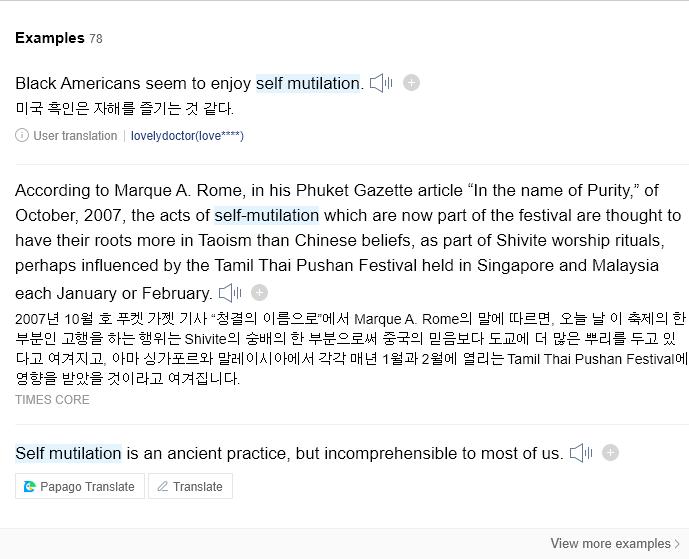 Examples 78
Black Americans seem to enjoy self mutilation.
미국 흑인은 자해를 즐기는 것 같다.
User translation | lovelydoctor(love****)
According to Marque A. Rome, in his Phuket Gazette article “In the name of Purity,” of
October, 2007, the acts of self-mutilation which are now part of the festival are thought to
have their roots more in Taoism than Chinese beliefs, as part of Shivite worship rituals,
perhaps influenced by the Tamil Thai Pushan Festival held in Singapore and Malaysia
each January or February.
2007년 10월 호 푸켓 가젯 기사 “청결의 이름으로”에서 Marque A. Rome의 말에 따르면, 오늘 날 이 축제의 한
부분인 고행을 하는 행위는 Shivite의 숭배의 한 부분으로써 중국의 믿음보다 도교에 더 많은 뿌리를 두고 있
다고 여겨지고, 아마 싱가포르와 말레이시아에서 각각 매년 1월과 2월에 열리는 Tamil Thai Pushan Festival에
영향을 받았을 것이라고 여겨집니다.
TIMES CORE
Self mutilation is an ancient practice, but incomprehensible to most of us.
Papago Translate Translate
View more examples